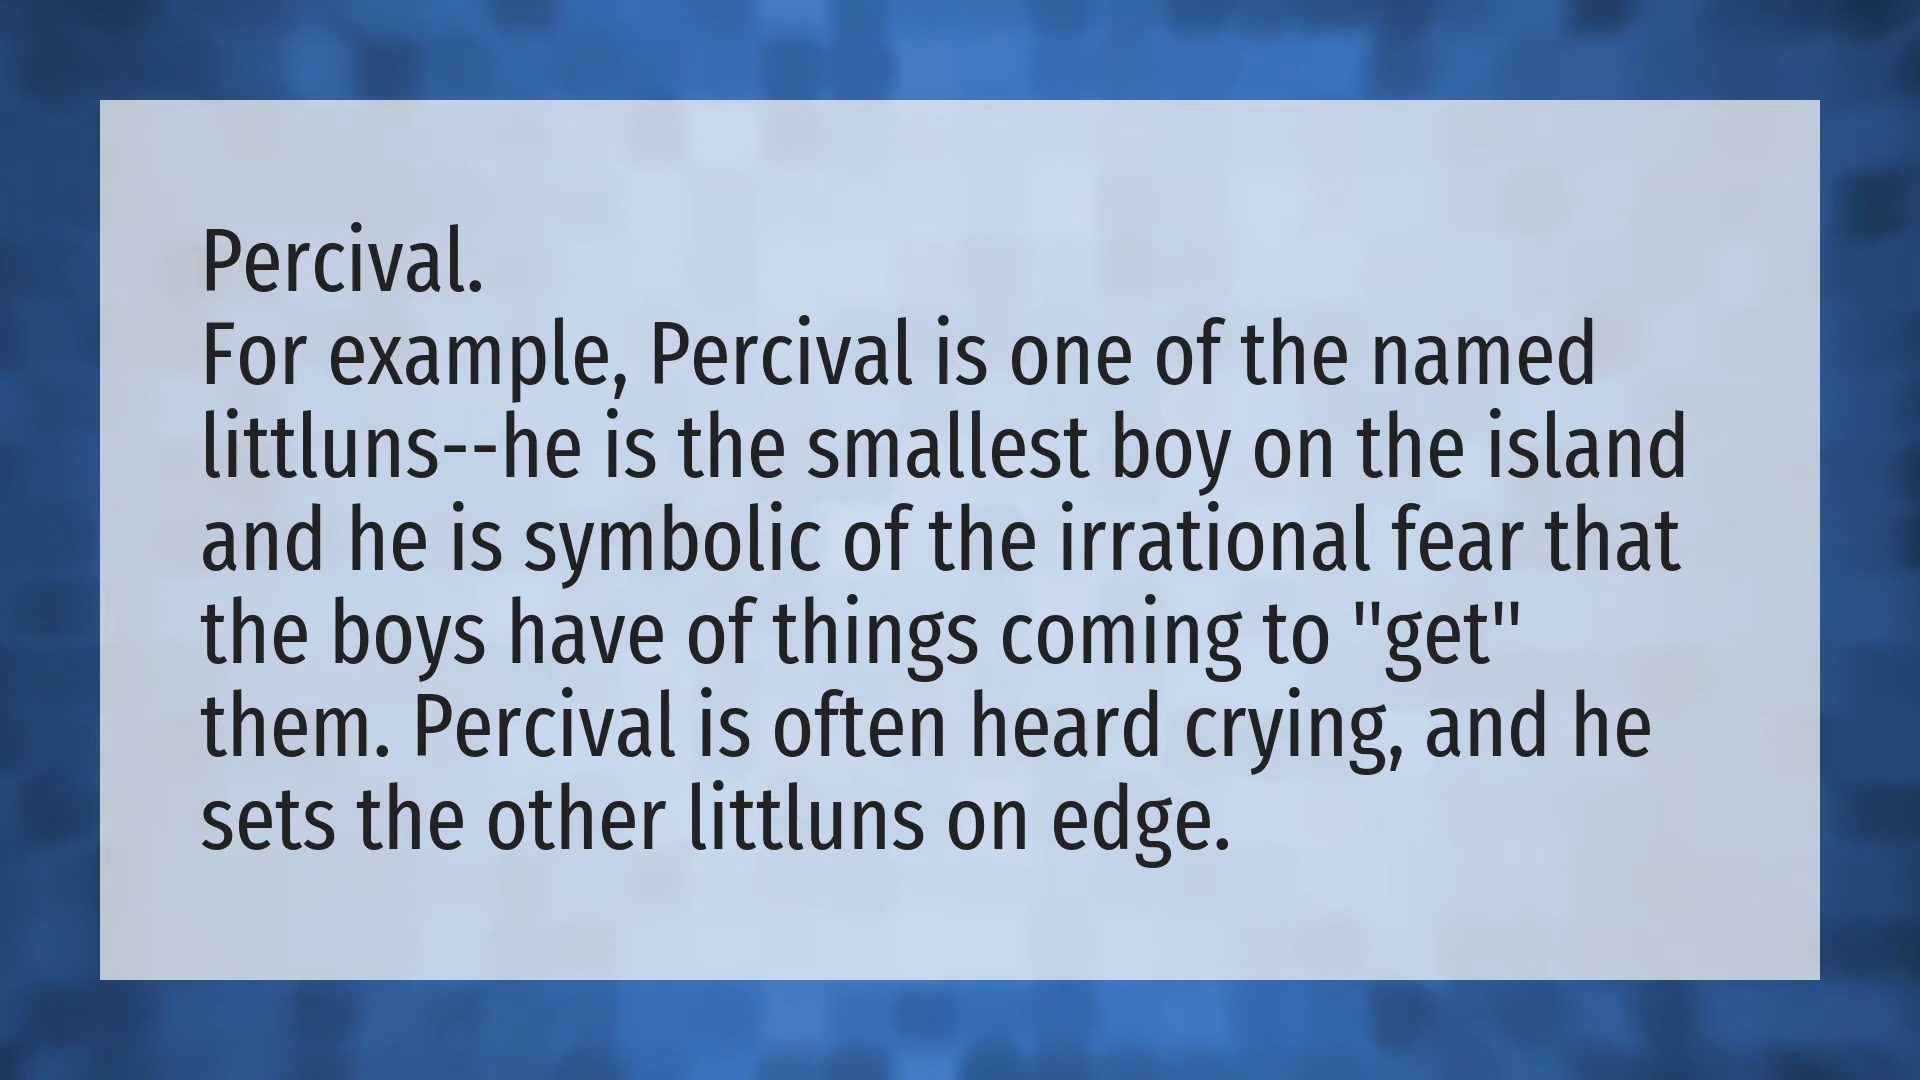 Percival.
For example, Percival is one of the named
littluns--he is the smallest boy on the island
and he is symbolic of the irrational fear that
the boys have of things coming to "get"
them. Percival is often heard crying, and he
sets the other littluns on edge.